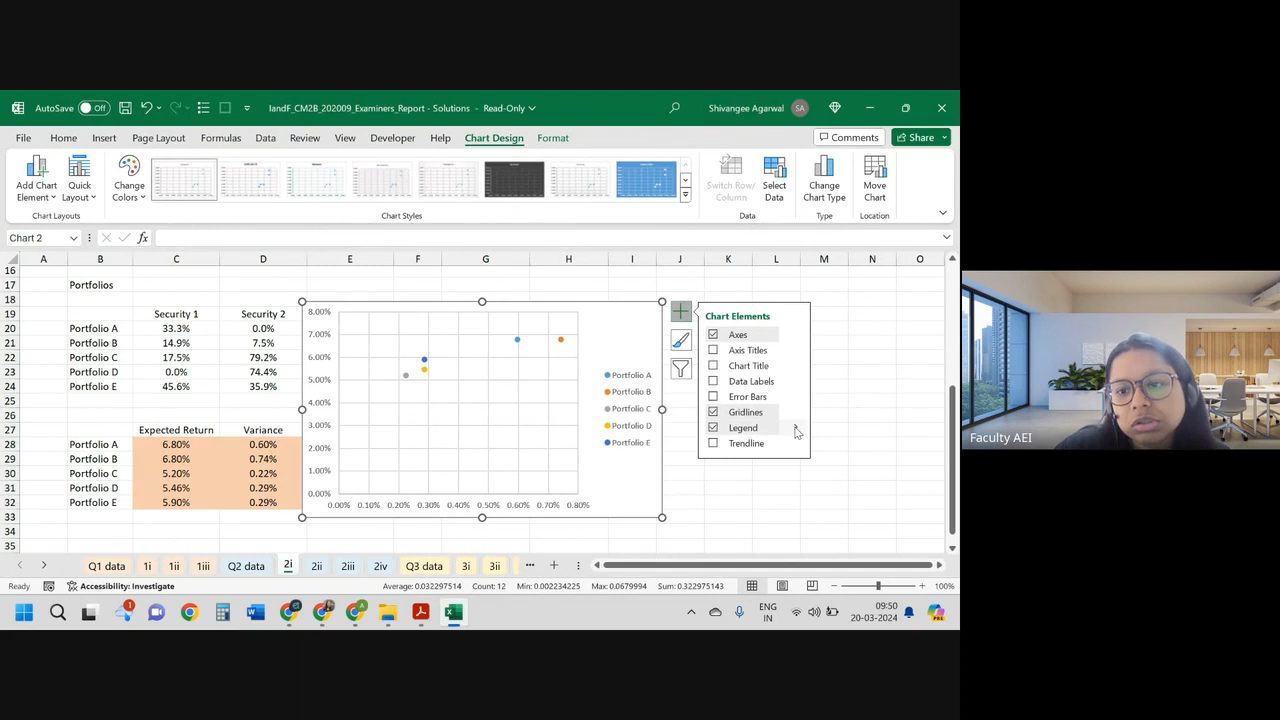 AutoSave Off IandF_CM2B_202009_Examiners_Report - Solutions - Read-Only Shivangee Agarwal SA
File Home Insert Page Layout Formulas Data Review View Developer Help Chart Design Format Comments Share
Add Chart Element Quick Layout Change Colors Switch Row/Column Select Data Change Chart Type Move Chart
Chart Layouts Chart Styles Data Type Location
Chart 2 fx
A B C D E F G H I J K L M N O
16
17 Portfolios
18
19 Security 1 Security 2
20 Portfolio A 33.3% 0.0%
21 Portfolio B 14.9% 7.5%
22 Portfolio C 17.5% 79.2%
23 Portfolio D 0.0% 74.4%
24 Portfolio E 45.6% 35.9%
25
26
27 Expected Return Variance
28 Portfolio A 6.80% 0.60%
29 Portfolio B 6.80% 0.74%
30 Portfolio C 5.20% 0.22%
31 Portfolio D 5.46% 0.29%
32 Portfolio E 5.90% 0.29%
33
34
35
8.00%
7.00%
6.00%
5.00%
4.00%
3.00%
2.00%
1.00%
0.00%
0.00% 0.10% 0.20% 0.30% 0.40% 0.50% 0.60% 0.70% 0.80%
Portfolio A
Portfolio B
Portfolio C
Portfolio D
Portfolio E
Chart Elements
Axes
Axis Titles
Chart Title
Data Labels
Error Bars
Gridlines
Legend
Trendline
Faculty AEI
Q1 data 1i 1ii 1iii Q2 data 2i 2ii 2iii 2iv Q3 data 3i 3ii
Ready Accessibility: Investigate Average: 0.032297514 Count: 12 Min: 0.002234225 Max: 0.0679994 Sum: 0.322975143 100%
1 ENG IN 09:50
20-03-2024